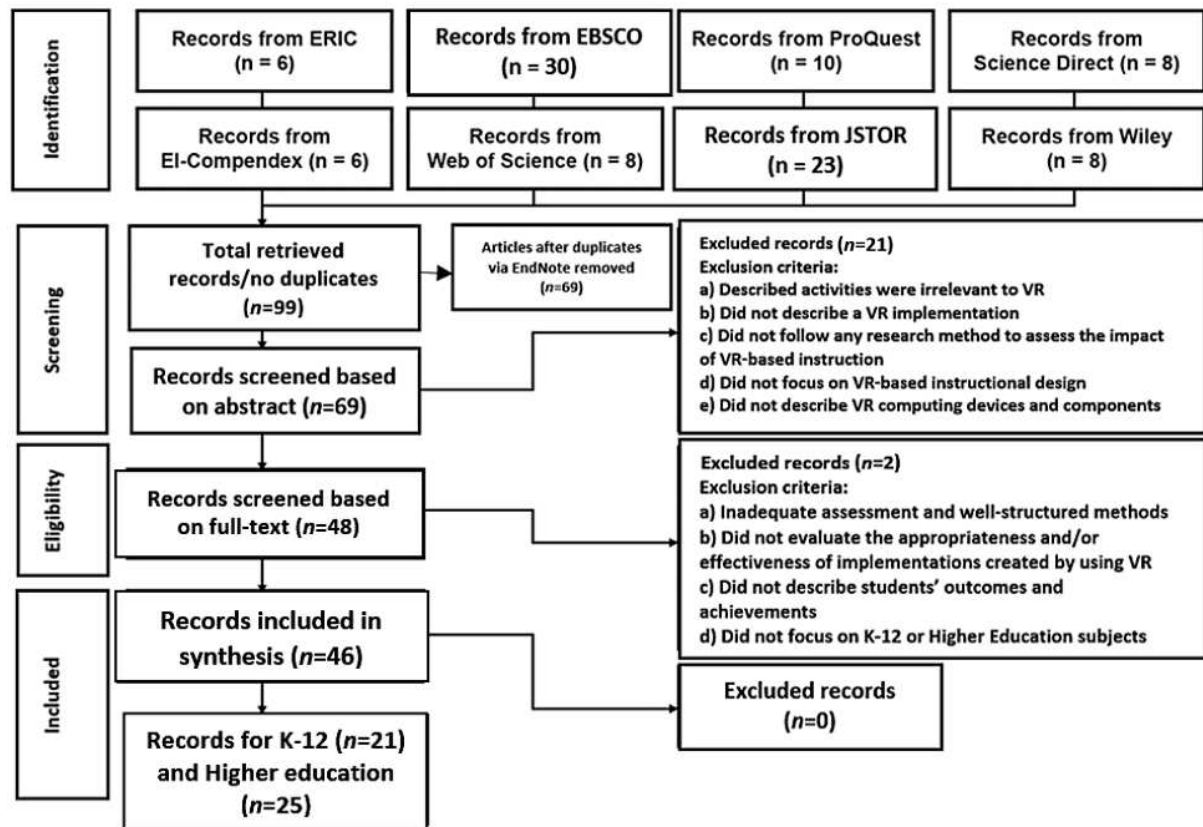 Identification
Records from ERIC
(n = 6)
Records from EBSCO
(n = 30)
Records from ProQuest
(n = 10)
Records from
Science Direct (n = 8)
Records from
EI-Compendex (n = 6)
Records from
Web of Science (n = 8)
Records from JSTOR
(n = 23)
Records from Wiley
(n = 8)
Screening
Total retrieved
records/no duplicates
(n=99)
Articles after duplicates
via EndNote removed
(n=69)
Excluded records (n=21)
Exclusion criteria:
a) Described activities were irrelevant to VR
b) Did not describe a VR implementation
c) Did not follow any research method to assess the impact
of VR-based instruction
d) Did not focus on VR-based instructional design
e) Did not describe VR computing devices and components
Records screened based
on abstract (n=69)
Eligibility
Records screened based
on full-text (n=48)
Excluded records (n=2)
Exclusion criteria:
a) Inadequate assessment and well-structured methods
b) Did not evaluate the appropriateness and/or
effectiveness of implementations created by using VR
c) Did not describe students’ outcomes and
achievements
d) Did not focus on K-12 or Higher Education subjects
Included
Records included in
synthesis (n=46)
Excluded records
(n=0)
Records for K-12 (n=21)
and Higher education
(n=25)